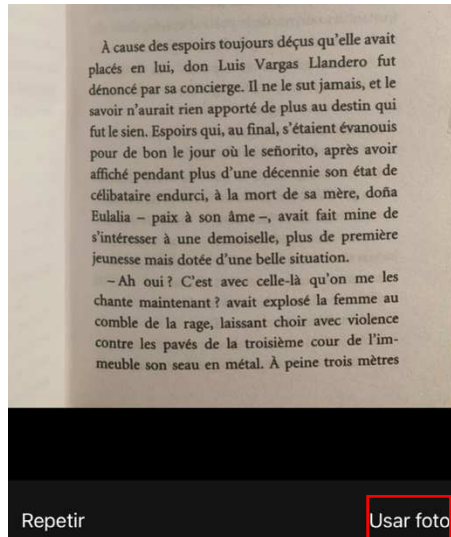 À cause des espoirs toujours déçus qu'elle avait
placés en lui, don Luis Vargas Llandero fut
dénoncé par sa concierge. Il ne le sut jamais, et le
savoir n'aurait rien apporté de plus au destin qui
fut le sien. Espoirs qui, au final, s'étaient évanouis
pour de bon le jour où le señorito, après avoir
affiché pendant plus d'une décennie son état de
célibataire endurci, à la mort de sa mère, doña
Eulalia – paix à son âme –, avait fait mine de
s'intéresser à une demoiselle, plus de première
jeunesse mais dotée d'une belle situation.
– Ah oui ? C'est avec celle-là qu'on me les
chante maintenant ? avait explosé la femme au
comble de la rage, laissant choir avec violence
contre les pavés de la troisième cour de l'im-
meuble son seau en métal. À peine trois mètres
Repetir
Usar foto